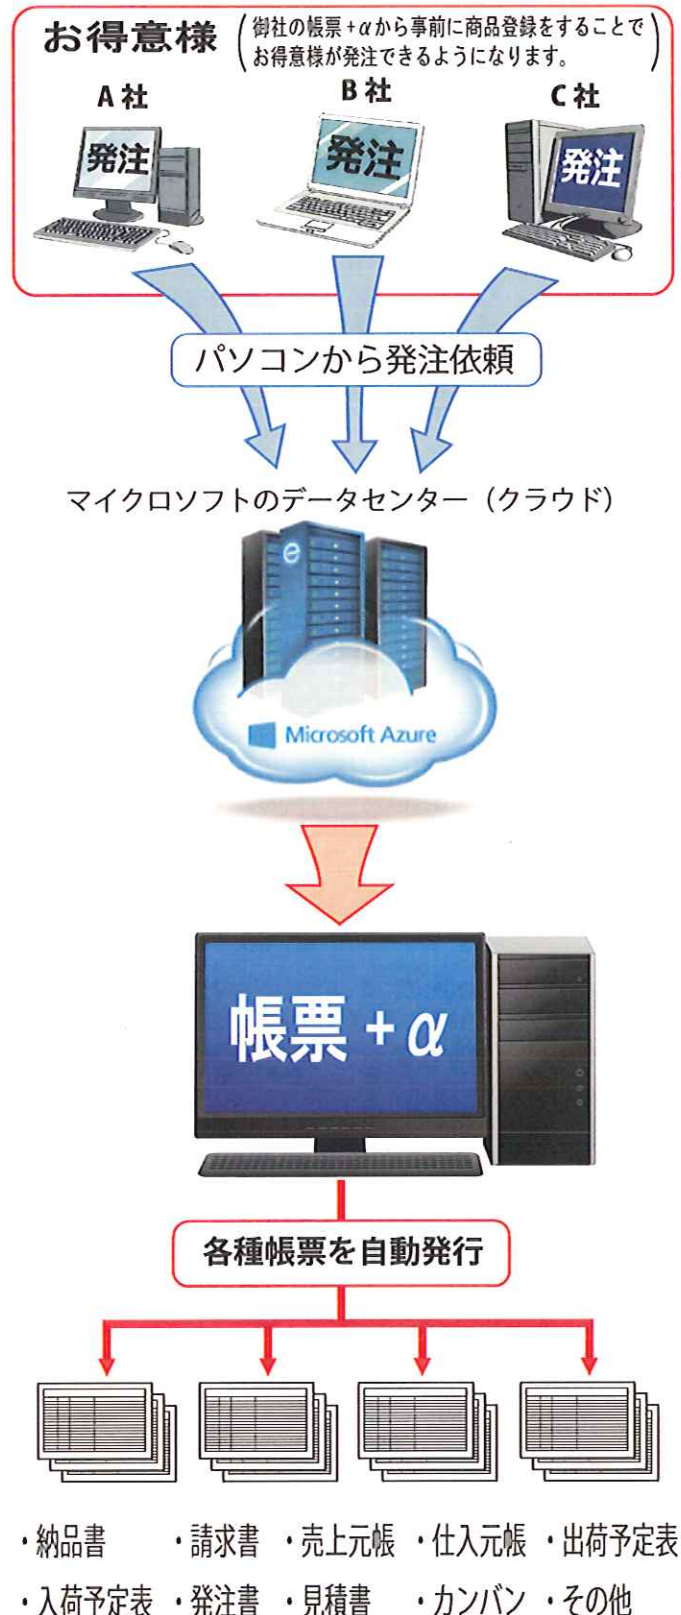 お得意様
御社の帳票+αから事前に商品登録をすることで
お得意様が発注できるようになります。
A社 B社 C社
発注 発注 発注
パソコンから発注依頼
マイクロソフトのデータセンター（クラウド）
e
Microsoft Azure
帳票+α
各種帳票を自動発行
・納品書 ・請求書 ・売上元帳 ・仕入元帳 ・出荷予定表
・入荷予定表 ・発注書 ・見積書 ・カンバン ・その他